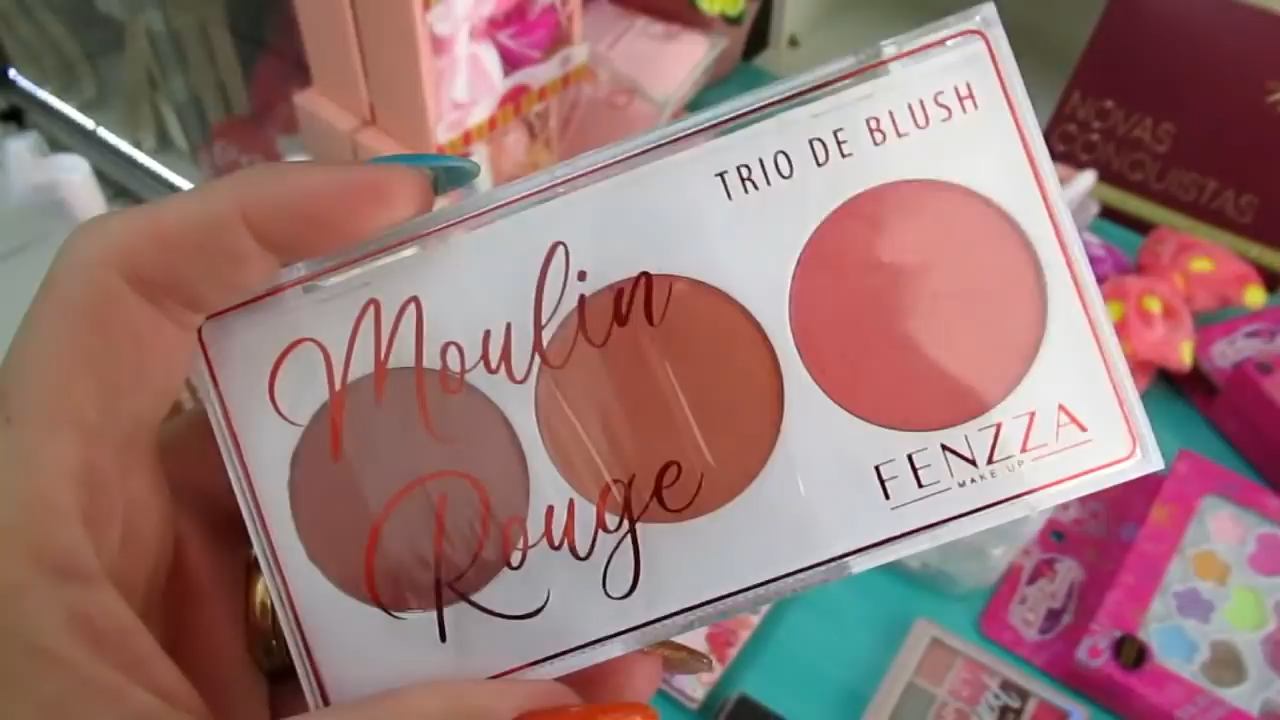 TRIO DE BLUSH
Moulin
Rouge
FENZZA
MAKE UP
NOVAS
CONQUISTAS